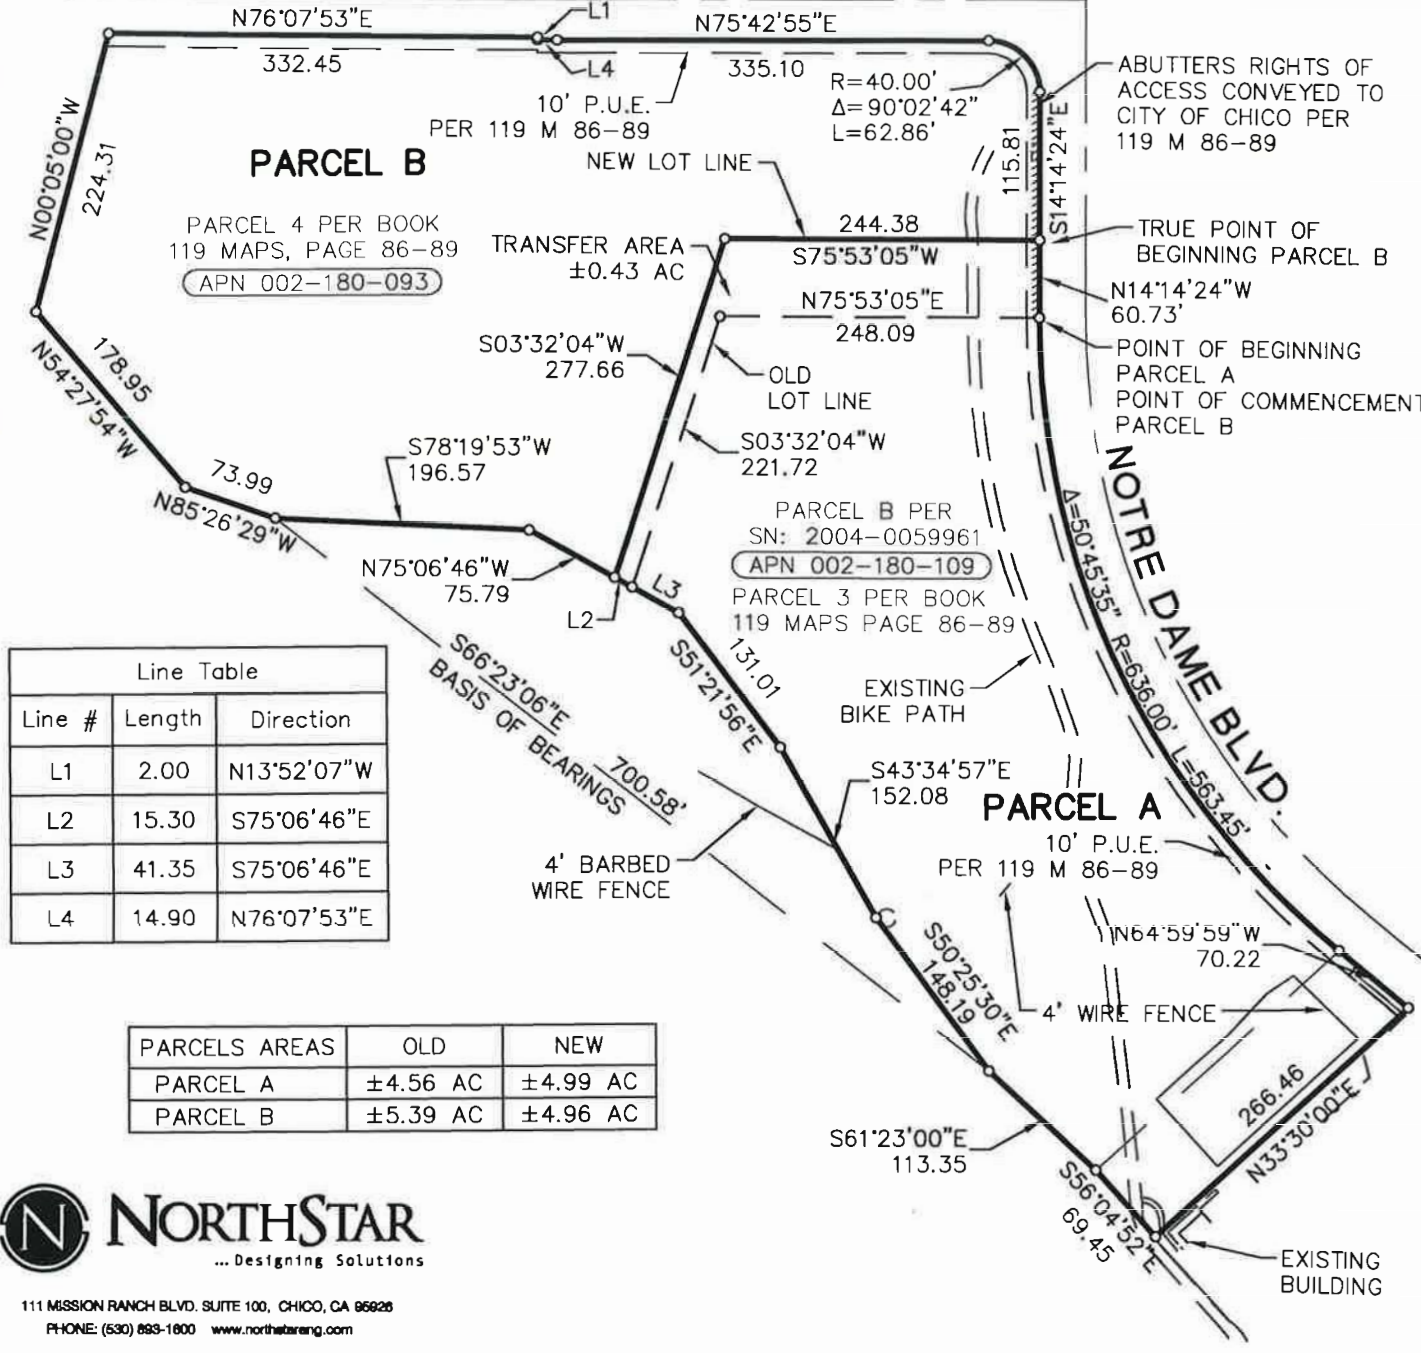 N76°07'53"E
332.45
L1
L4
N75°42'55"E
335.10
R=40.00'
Δ=90°02'42"
L=62.86'
10' P.U.E.
PER 119 M 86-89
ABUTTERS RIGHTS OF
ACCESS CONVEYED TO
CITY OF CHICO PER
119 M 86-89
N00°05'00"W
224.31
PARCEL B
NEW LOT LINE
115.81
S14°14'24"E
PARCEL 4 PER BOOK
119 MAPS, PAGE 86-89
APN 002-180-093
TRANSFER AREA
±0.43 AC
244.38
S75°53'05"W
TRUE POINT OF
BEGINNING PARCEL B
N75°53'05"E
248.09
N14°14'24"W
60.73'
S03°32'04"W
277.66
OLD
LOT LINE
POINT OF BEGINNING
PARCEL A
POINT OF COMMENCEMENT
PARCEL B
178.95
N54°27'54"W
S78°19'53"W
196.57
S03°32'04"W
221.72
73.99
N85°26'29"W
PARCEL B PER
SN: 2004-0059961
APN 002-180-109
PARCEL 3 PER BOOK
119 MAPS PAGE 86-89
NOTRE DAME BLVD.
Δ=50°45'35" R=636.00' L=563.45'
N75°06'46"W
75.79
L2
L3
131.01
S51°21'56"E
S66°23'06"E
700.58'
BASIS OF BEARINGS
EXISTING
BIKE PATH
Line Table
Line # Length Direction
L1 2.00 N13°52'07"W
L2 15.30 S75°06'46"E
L3 41.35 S75°06'46"E
L4 14.90 N76°07'53"E
S43°34'57"E
152.08
PARCEL A
10' P.U.E.
PER 119 M 86-89
4' BARBED
WIRE FENCE
N64°59'59"W
70.22
S50°25'30"E
148.19
4' WIRE FENCE
PARCELS AREAS OLD NEW
PARCEL A ±4.56 AC ±4.99 AC
PARCEL B ±5.39 AC ±4.96 AC
266.46
N33°30'00"E
S61°23'00"E
113.35
S56°04'52"E
69.45
EXISTING
BUILDING
N NORTHSTAR
...Designing Solutions
111 MISSION RANCH BLVD. SUITE 100, CHICO, CA 95926
PHONE: (530) 893-1600 www.northstareng.com